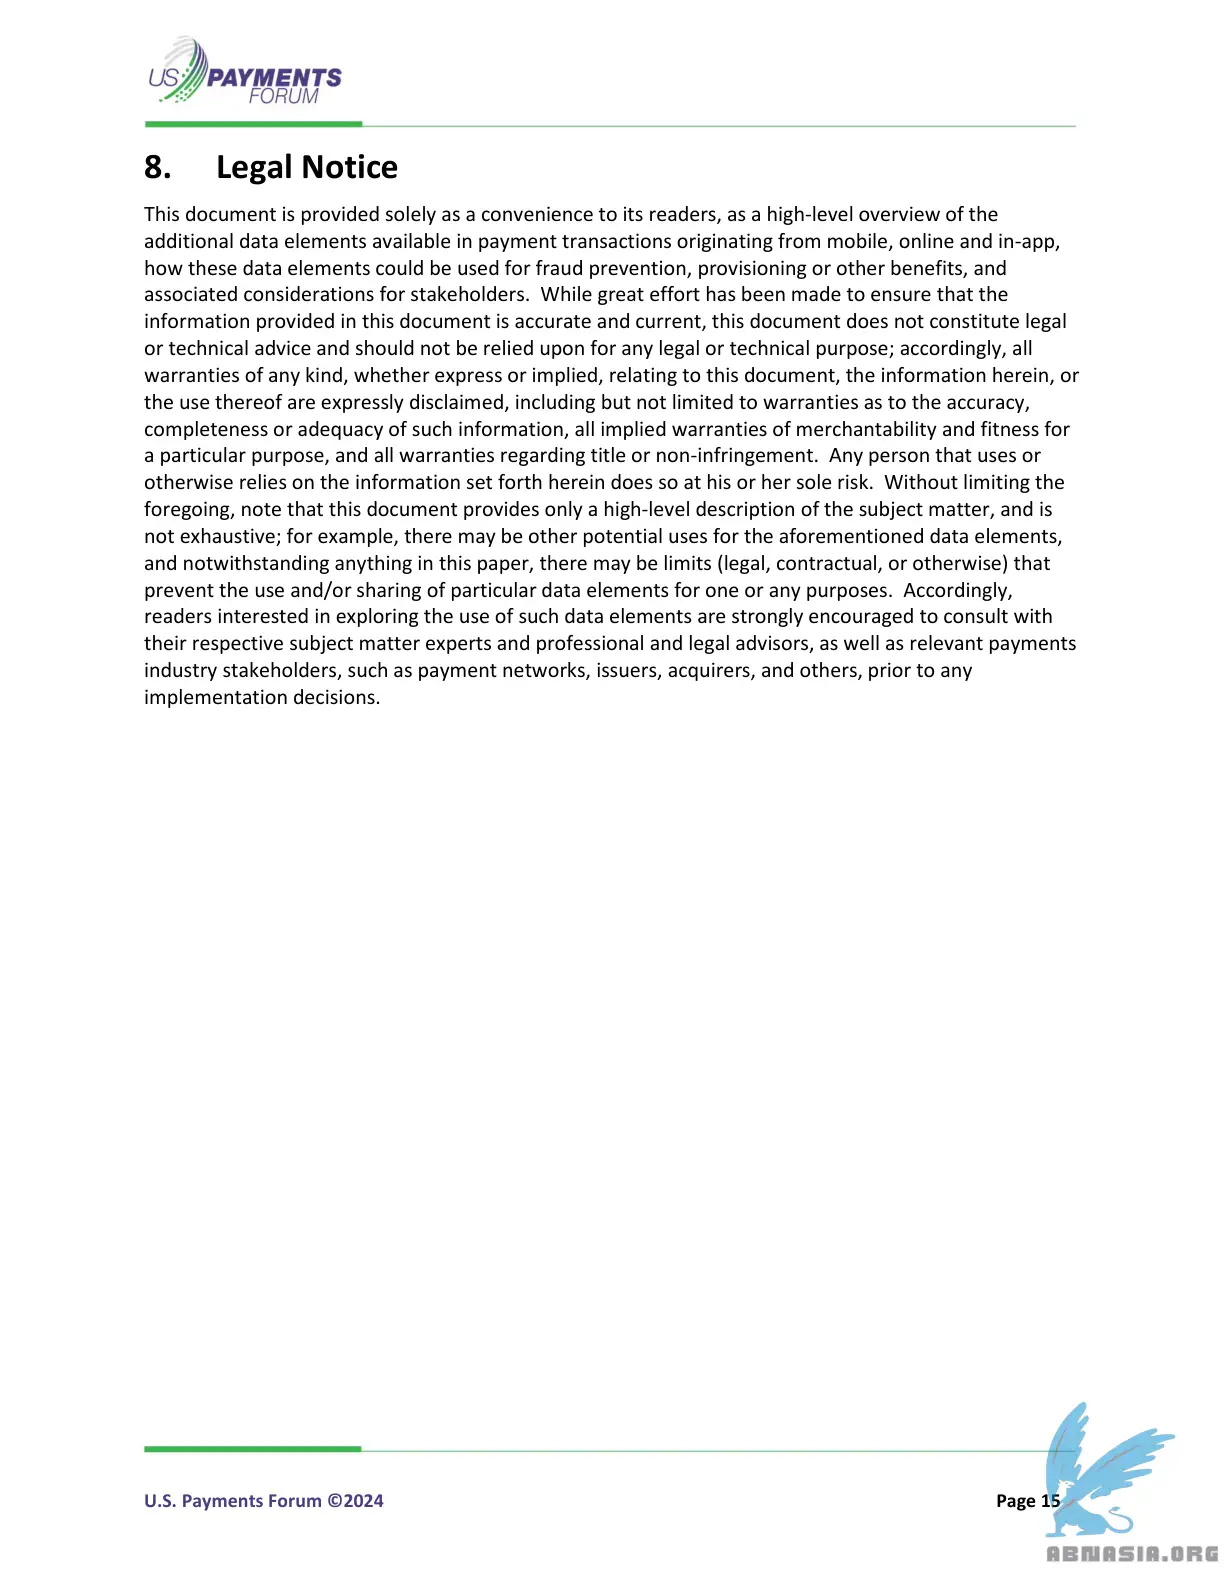 US PAYMENTS
FORUM
8. Legal Notice
This document is provided solely as a convenience to its readers, as a high-level overview of the
additional data elements available in payment transactions originating from mobile, online and in-app,
how these data elements could be used for fraud prevention, provisioning or other benefits, and
associated considerations for stakeholders.  While great effort has been made to ensure that the
information provided in this document is accurate and current, this document does not constitute legal
or technical advice and should not be relied upon for any legal or technical purpose; accordingly, all
warranties of any kind, whether express or implied, relating to this document, the information herein, or
the use thereof are expressly disclaimed, including but not limited to warranties as to the accuracy,
completeness or adequacy of such information, all implied warranties of merchantability and fitness for
a particular purpose, and all warranties regarding title or non-infringement.  Any person that uses or
otherwise relies on the information set forth herein does so at his or her sole risk.  Without limiting the
foregoing, note that this document provides only a high-level description of the subject matter, and is
not exhaustive; for example, there may be other potential uses for the aforementioned data elements,
and notwithstanding anything in this paper, there may be limits (legal, contractual, or otherwise) that
prevent the use and/or sharing of particular data elements for one or any purposes.  Accordingly,
readers interested in exploring the use of such data elements are strongly encouraged to consult with
their respective subject matter experts and professional and legal advisors, as well as relevant payments
industry stakeholders, such as payment networks, issuers, acquirers, and others, prior to any
implementation decisions.
U.S. Payments Forum ©2024 Page 15
ABNASIA.ORG